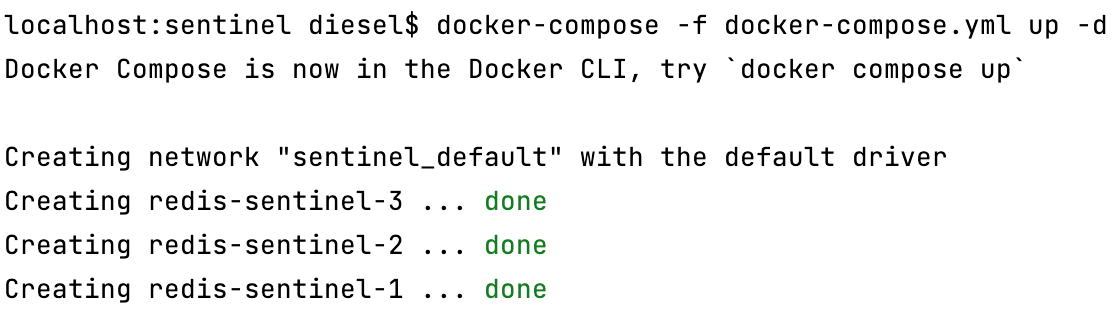 localhost:sentinel diesel$ docker-compose -f docker-compose.yml up -d
Docker Compose is now in the Docker CLI, try `docker compose up`
Creating network "sentinel_default" with the default driver
Creating redis-sentinel-3 ... done
Creating redis-sentinel-2 ... done
Creating redis-sentinel-1 ... done